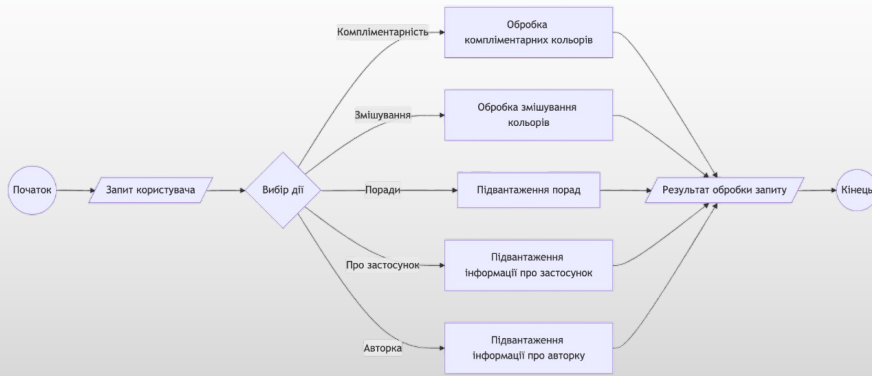 Початок
Запит користувача
Вибір дії
Компліментарність
Змішування
Поради
Про застосунок
Авторка
Обробка
компліментарних кольорів
Обробка змішування
кольорів
Підвантаження порад
Підвантаження
інформації про застосунок
Підвантаження
інформації про авторку
Результат обробки запиту
Кінець